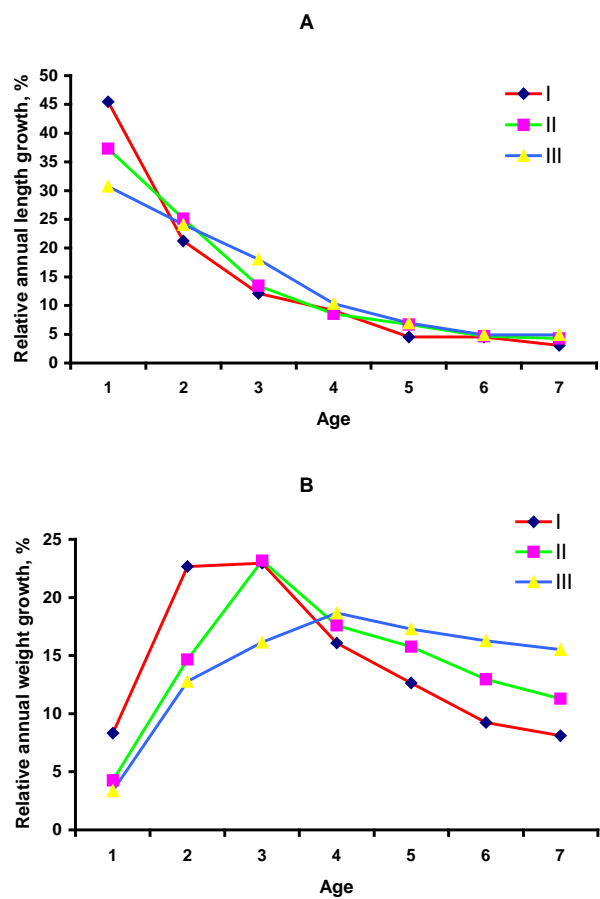 A
Relative annual length growth, %
50
45
40
35
30
25
20
15
10
5
0
1 2 3 4 5 6 7
Age
I
II
III
B
Relative annual weight growth, %
25
20
15
10
5
0
1 2 3 4 5 6 7
Age
I
II
III